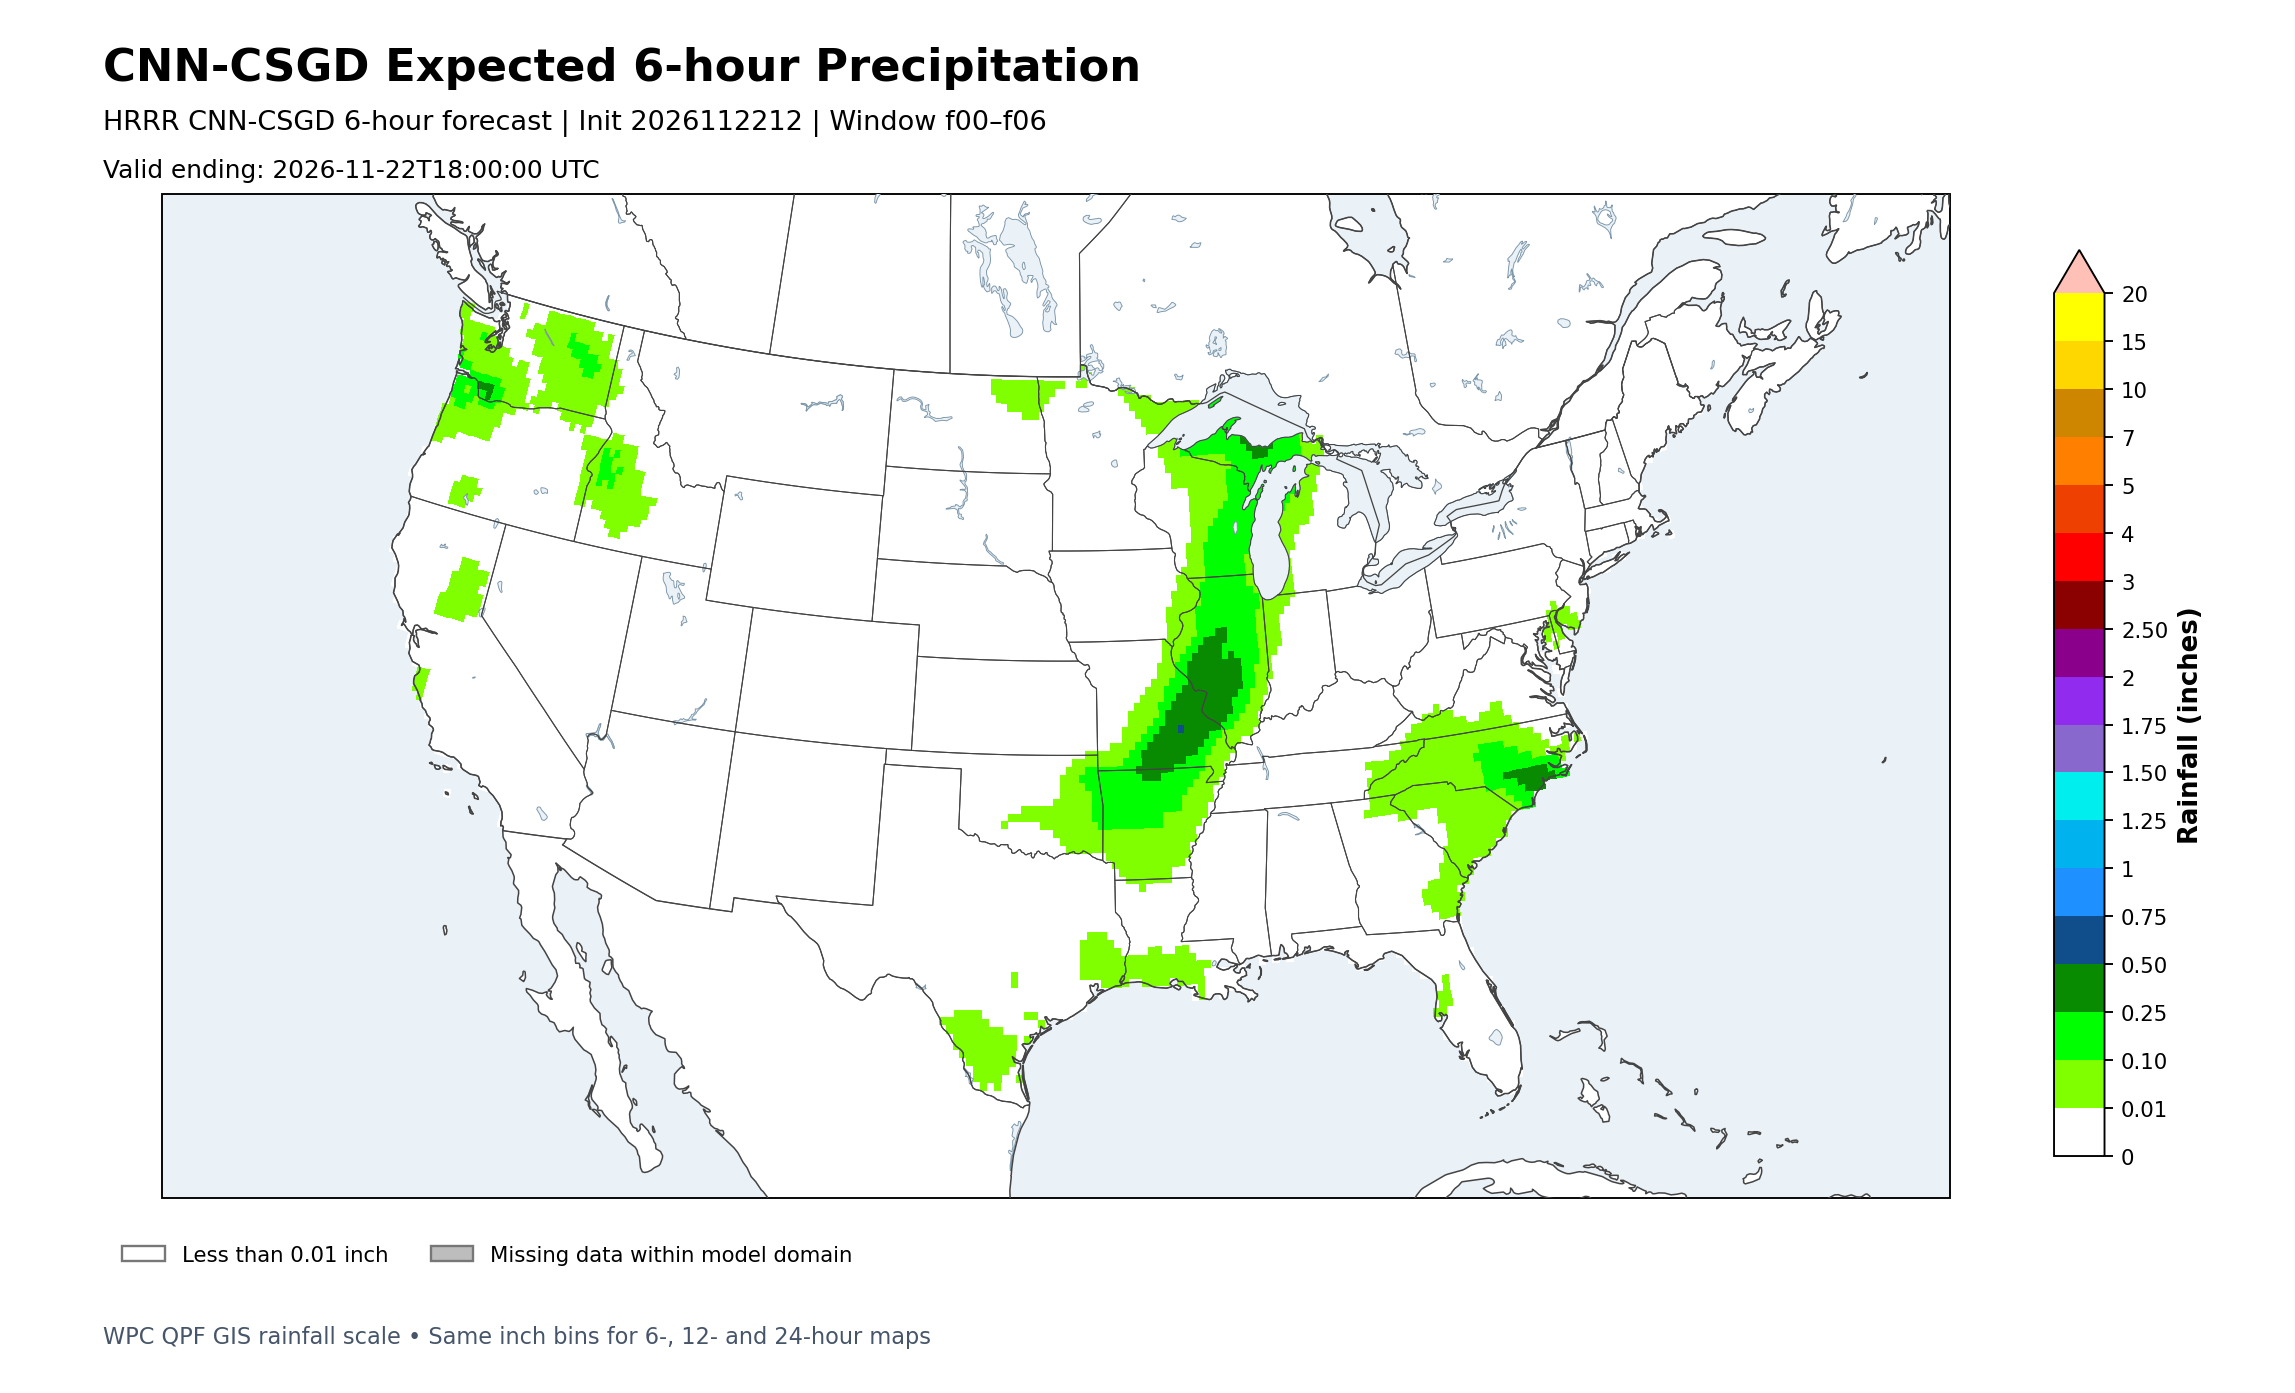 CNN-CSGD Expected 6-hour Precipitation
HRRR CNN-CSGD 6-hour forecast | Init 2026112212 | Window f00–f06
Valid ending: 2026-11-22T18:00:00 UTC
20
15
10
7
5
4
3
2.50
2
1.75
1.50
1.25
1
0.75
0.50
0.25
0.10
0.01
0
Rainfall (inches)
Less than 0.01 inch
Missing data within model domain
WPC QPF GIS rainfall scale • Same inch bins for 6-, 12- and 24-hour maps